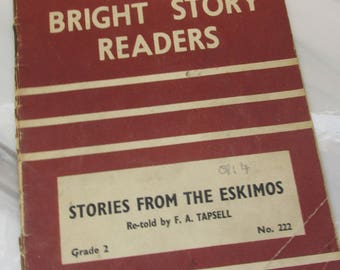 BRIGHT STORY
READERS
STORIES FROM THE ESKIMOS
Re-told by F. A. TAPSELL
Grade 2 No. 222